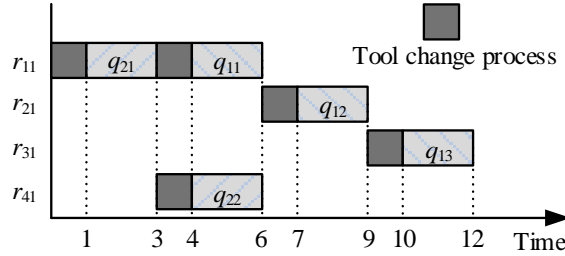 Tool change process
r11 q21 q11
r21 q12
r31 q13
r41 q22
1 3 4 6 7 9 10 12 Time